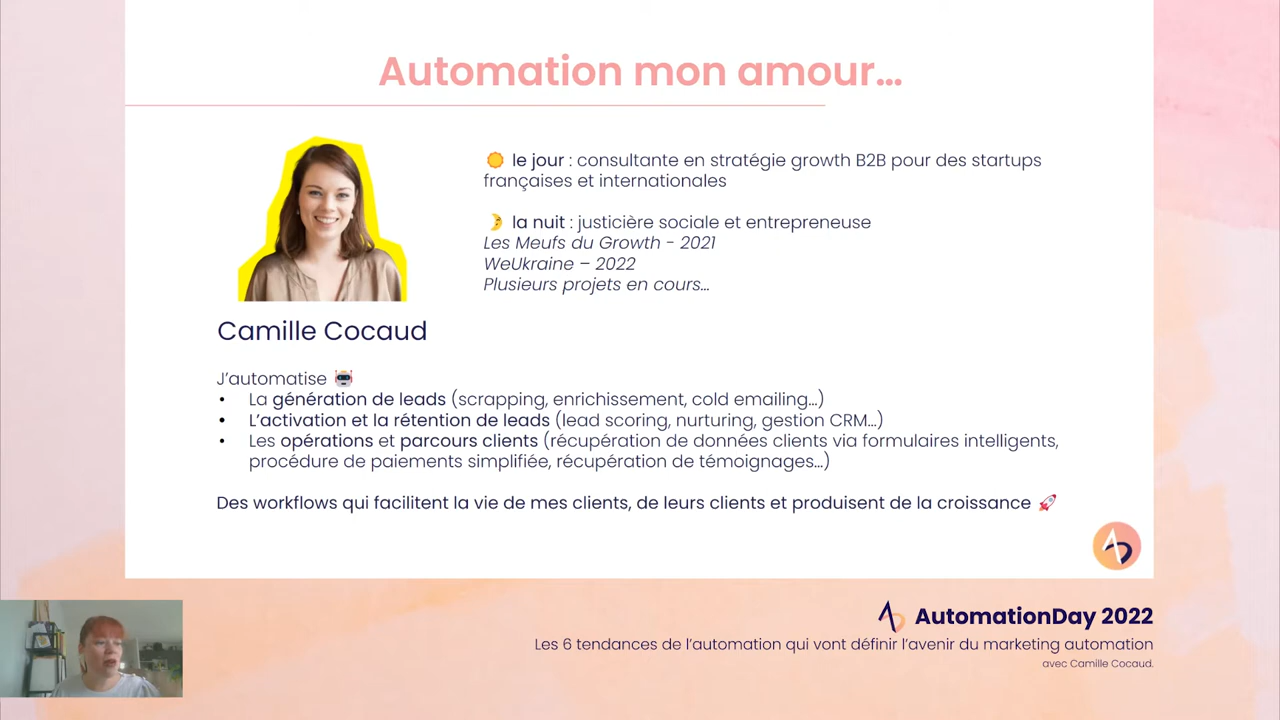 Automation mon amour...
le jour : consultante en stratégie growth B2B pour des startups
françaises et internationales
la nuit : justicière sociale et entrepreneuse
Les Meufs du Growth - 2021
WeUkraine – 2022
Plusieurs projets en cours...
Camille Cocaud
J'automatise
• La génération de leads (scrapping, enrichissement, cold emailing...)
• L'activation et la rétention de leads (lead scoring, nurturing, gestion CRM...)
• Les opérations et parcours clients (récupération de données clients via formulaires intelligents,
procédure de paiements simplifiée, récupération de témoignages...)
Des workflows qui facilitent la vie de mes clients, de leurs clients et produisent de la croissance
AutomationDay 2022
Les 6 tendances de l'automation qui vont définir l'avenir du marketing automation
avec Camille Cocaud.